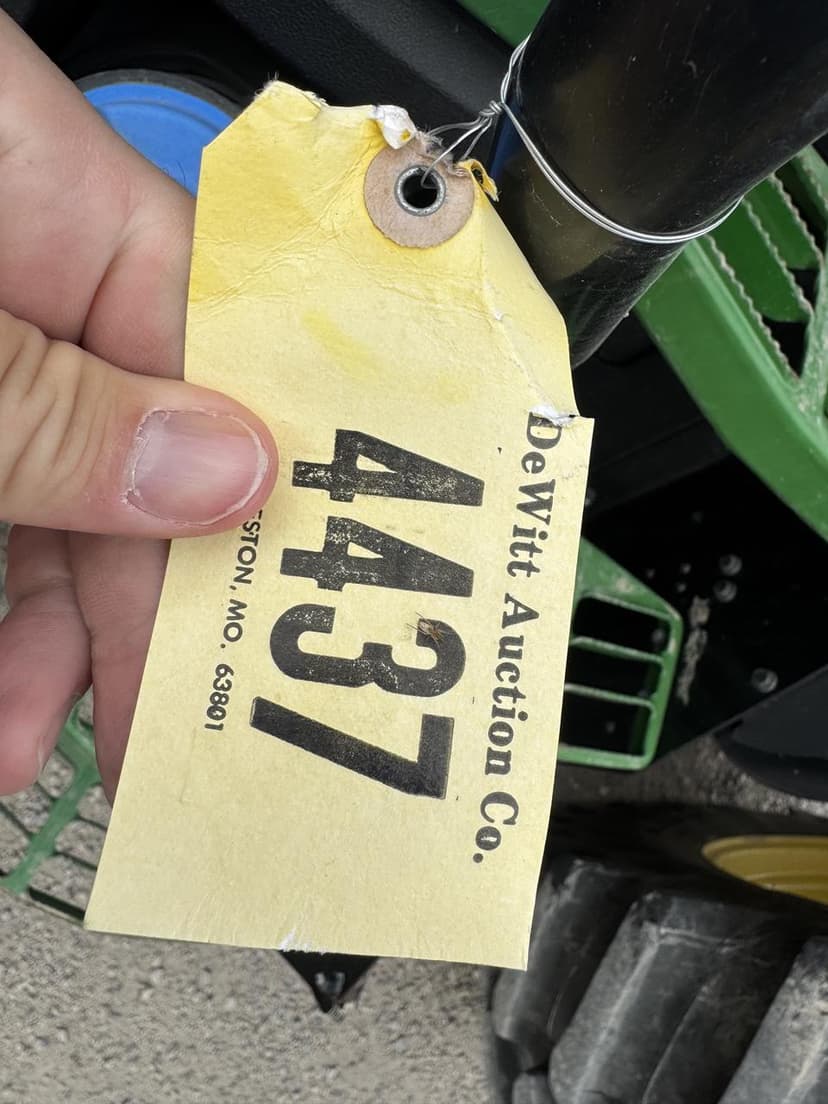 DeWitt Auction Co.
4437
ESTON, MO. 63801